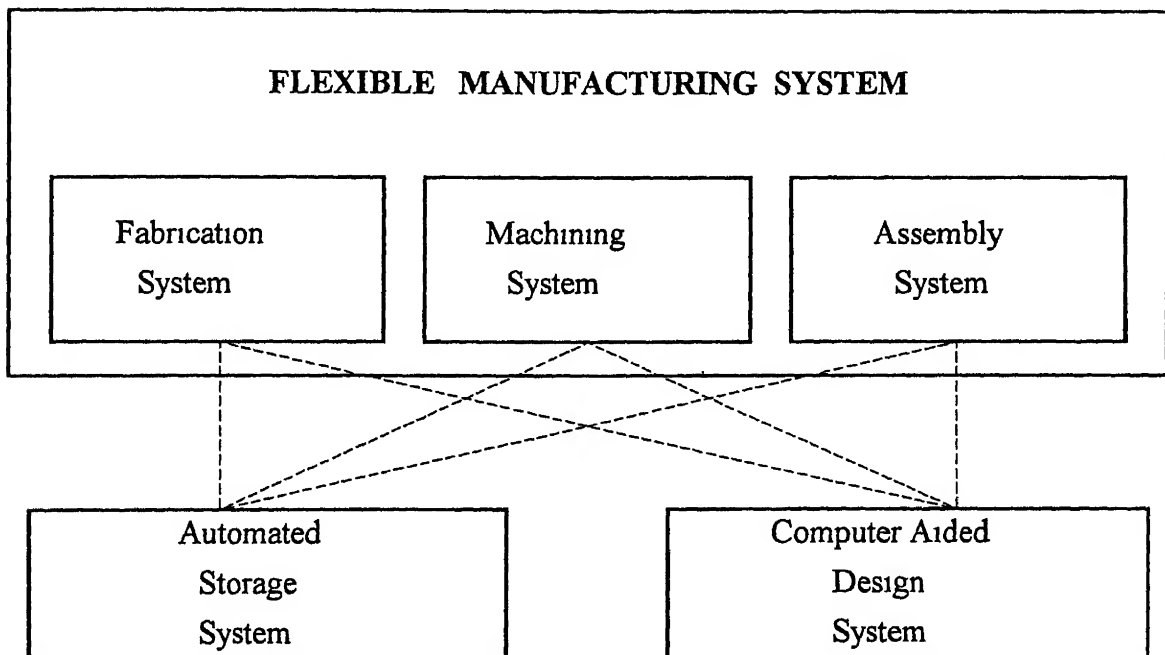 FLEXIBLE MANUFACTURING SYSTEM
Fabrication
System
Machining
System
Assembly
System
Automated
Storage
System
Computer Aided
Design
System